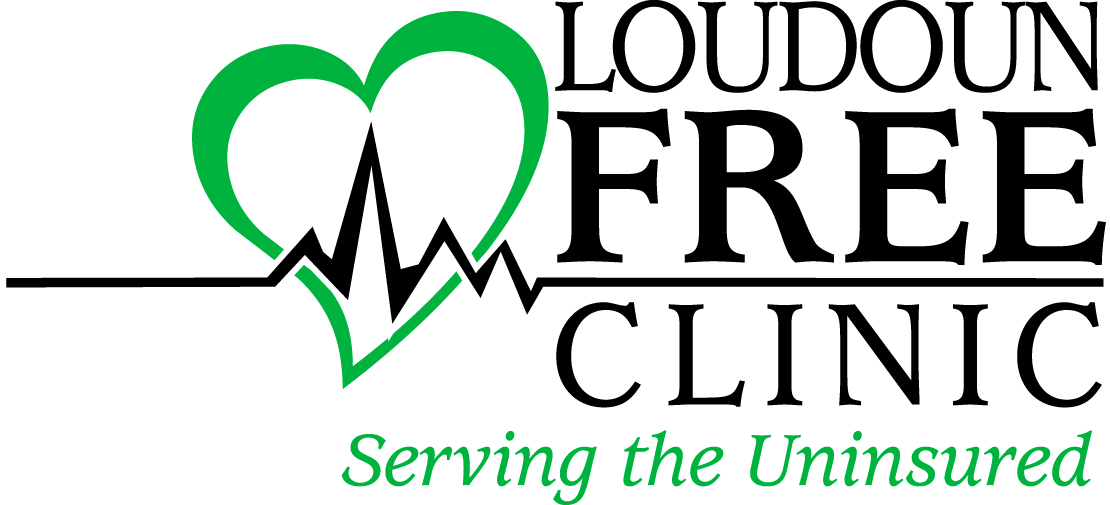 LOUDOUN
FREE
CLINIC
Serving the Uninsured